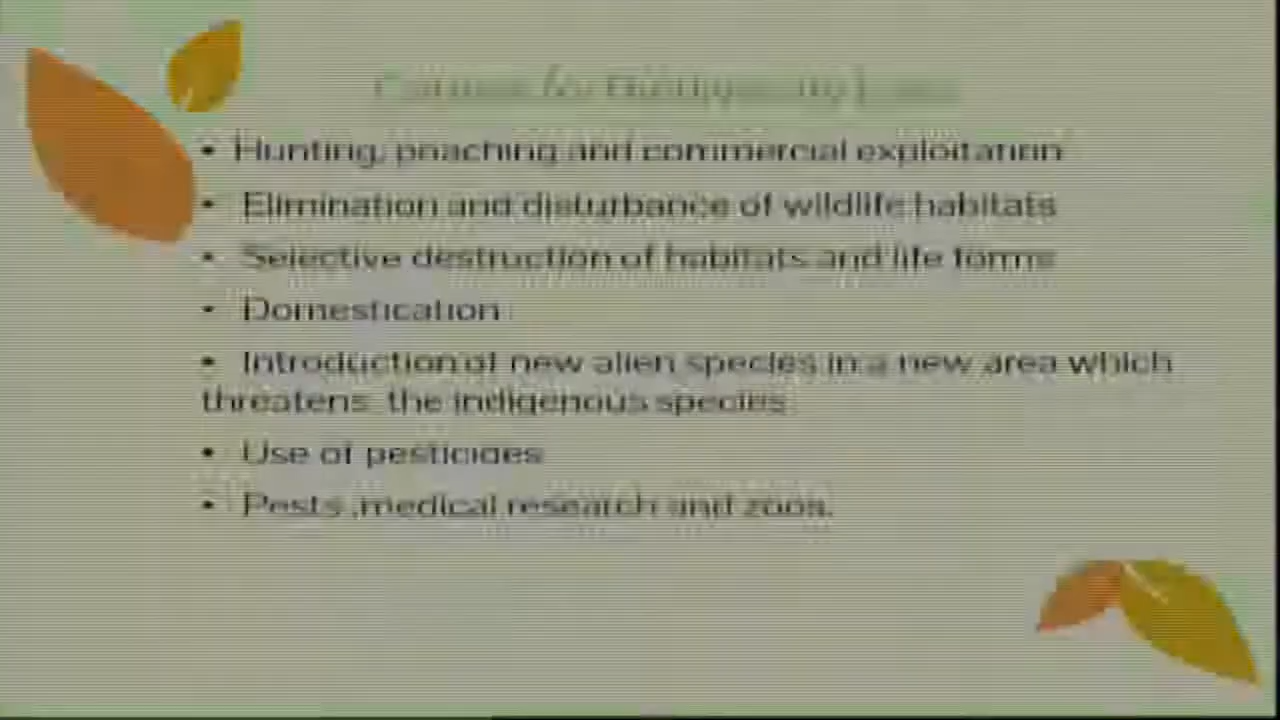 Causes for Biodiversity Loss
• Hunting, poaching and commercial exploitation
• Elimination and disturbance of wildlife habitats
• Selective destruction of habitats and life forms
• Domestication
• Introduction of new alien species in a new area which
threatens the indigenous species
• Use of pesticides
• Pests ,medical research and zoos.